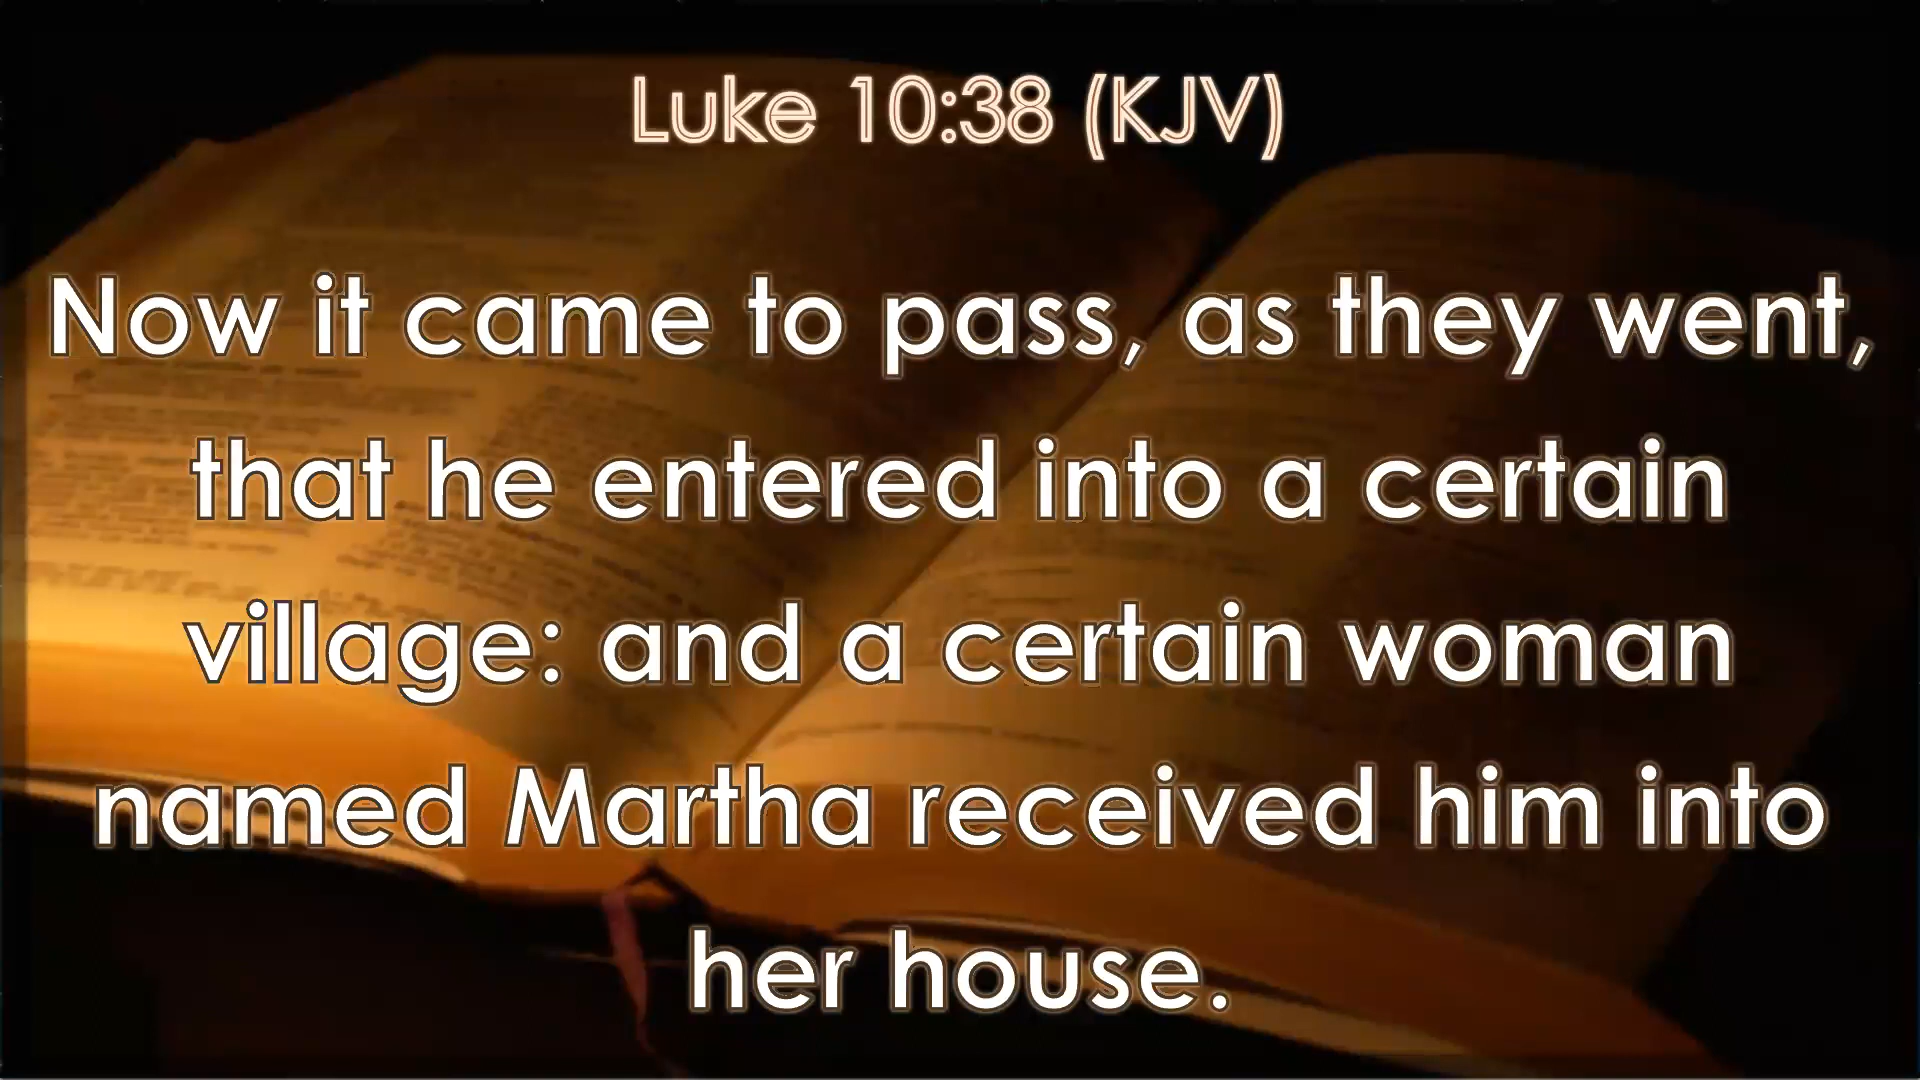 Luke 10:38 (KJV)
Now it came to pass, as they went,
that he entered into a certain
village: and a certain woman
named Martha received him into
her house.